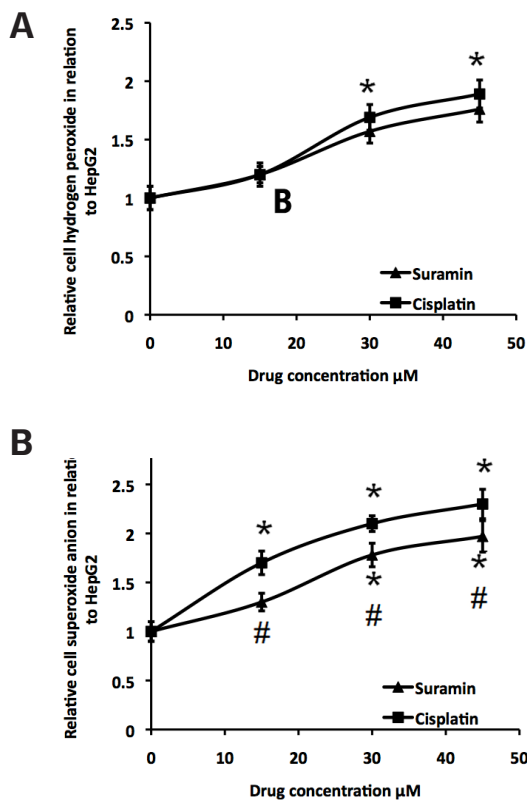 A
2.5
2
1.5
1
0.5
0
Relative cell hydrogen peroxide in relation
to HepG2
*
*
B
Suramin
Cisplatin
0 10 20 30 40 50
Drug concentration µM
B
2.5
2
1.5
1
0.5
0
Relative cell superoxide anion in relati
to HepG2
*
*
*
*
*
#
#
#
Suramin
Cisplatin
0 10 20 30 40 50
Drug concentration µM